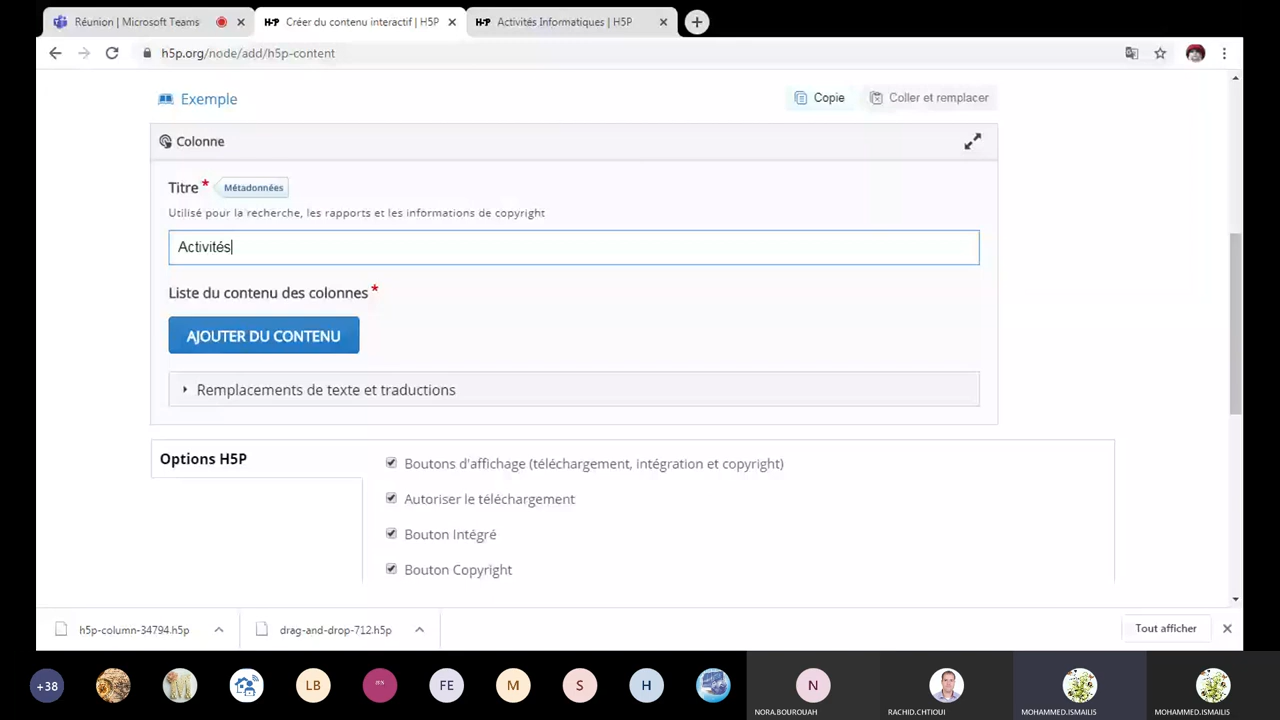 Réunion | Microsoft Teams
H-P Créer du contenu interactif | H5P
H-P Activités Informatiques | H5P
h5p.org/node/add/h5p-content
Exemple
Copie
Coller et remplacer
Colonne
Titre *
Métadonnées
Utilisé pour la recherche, les rapports et les informations de copyright
Activités
Liste du contenu des colonnes *
AJOUTER DU CONTENU
Remplacements de texte et traductions
Options H5P
Boutons d'affichage (téléchargement, intégration et copyright)
Autoriser le téléchargement
Bouton Intégré
Bouton Copyright
h5p-column-34794.h5p
drag-and-drop-712.h5p
Tout afficher
+38
LB
FE
M
S
H
N
NORA.BOUROUAH
RACHID.CHTIOUI
MOHAMMED.ISMAILIS
MOHAMMED.ISMAILIS